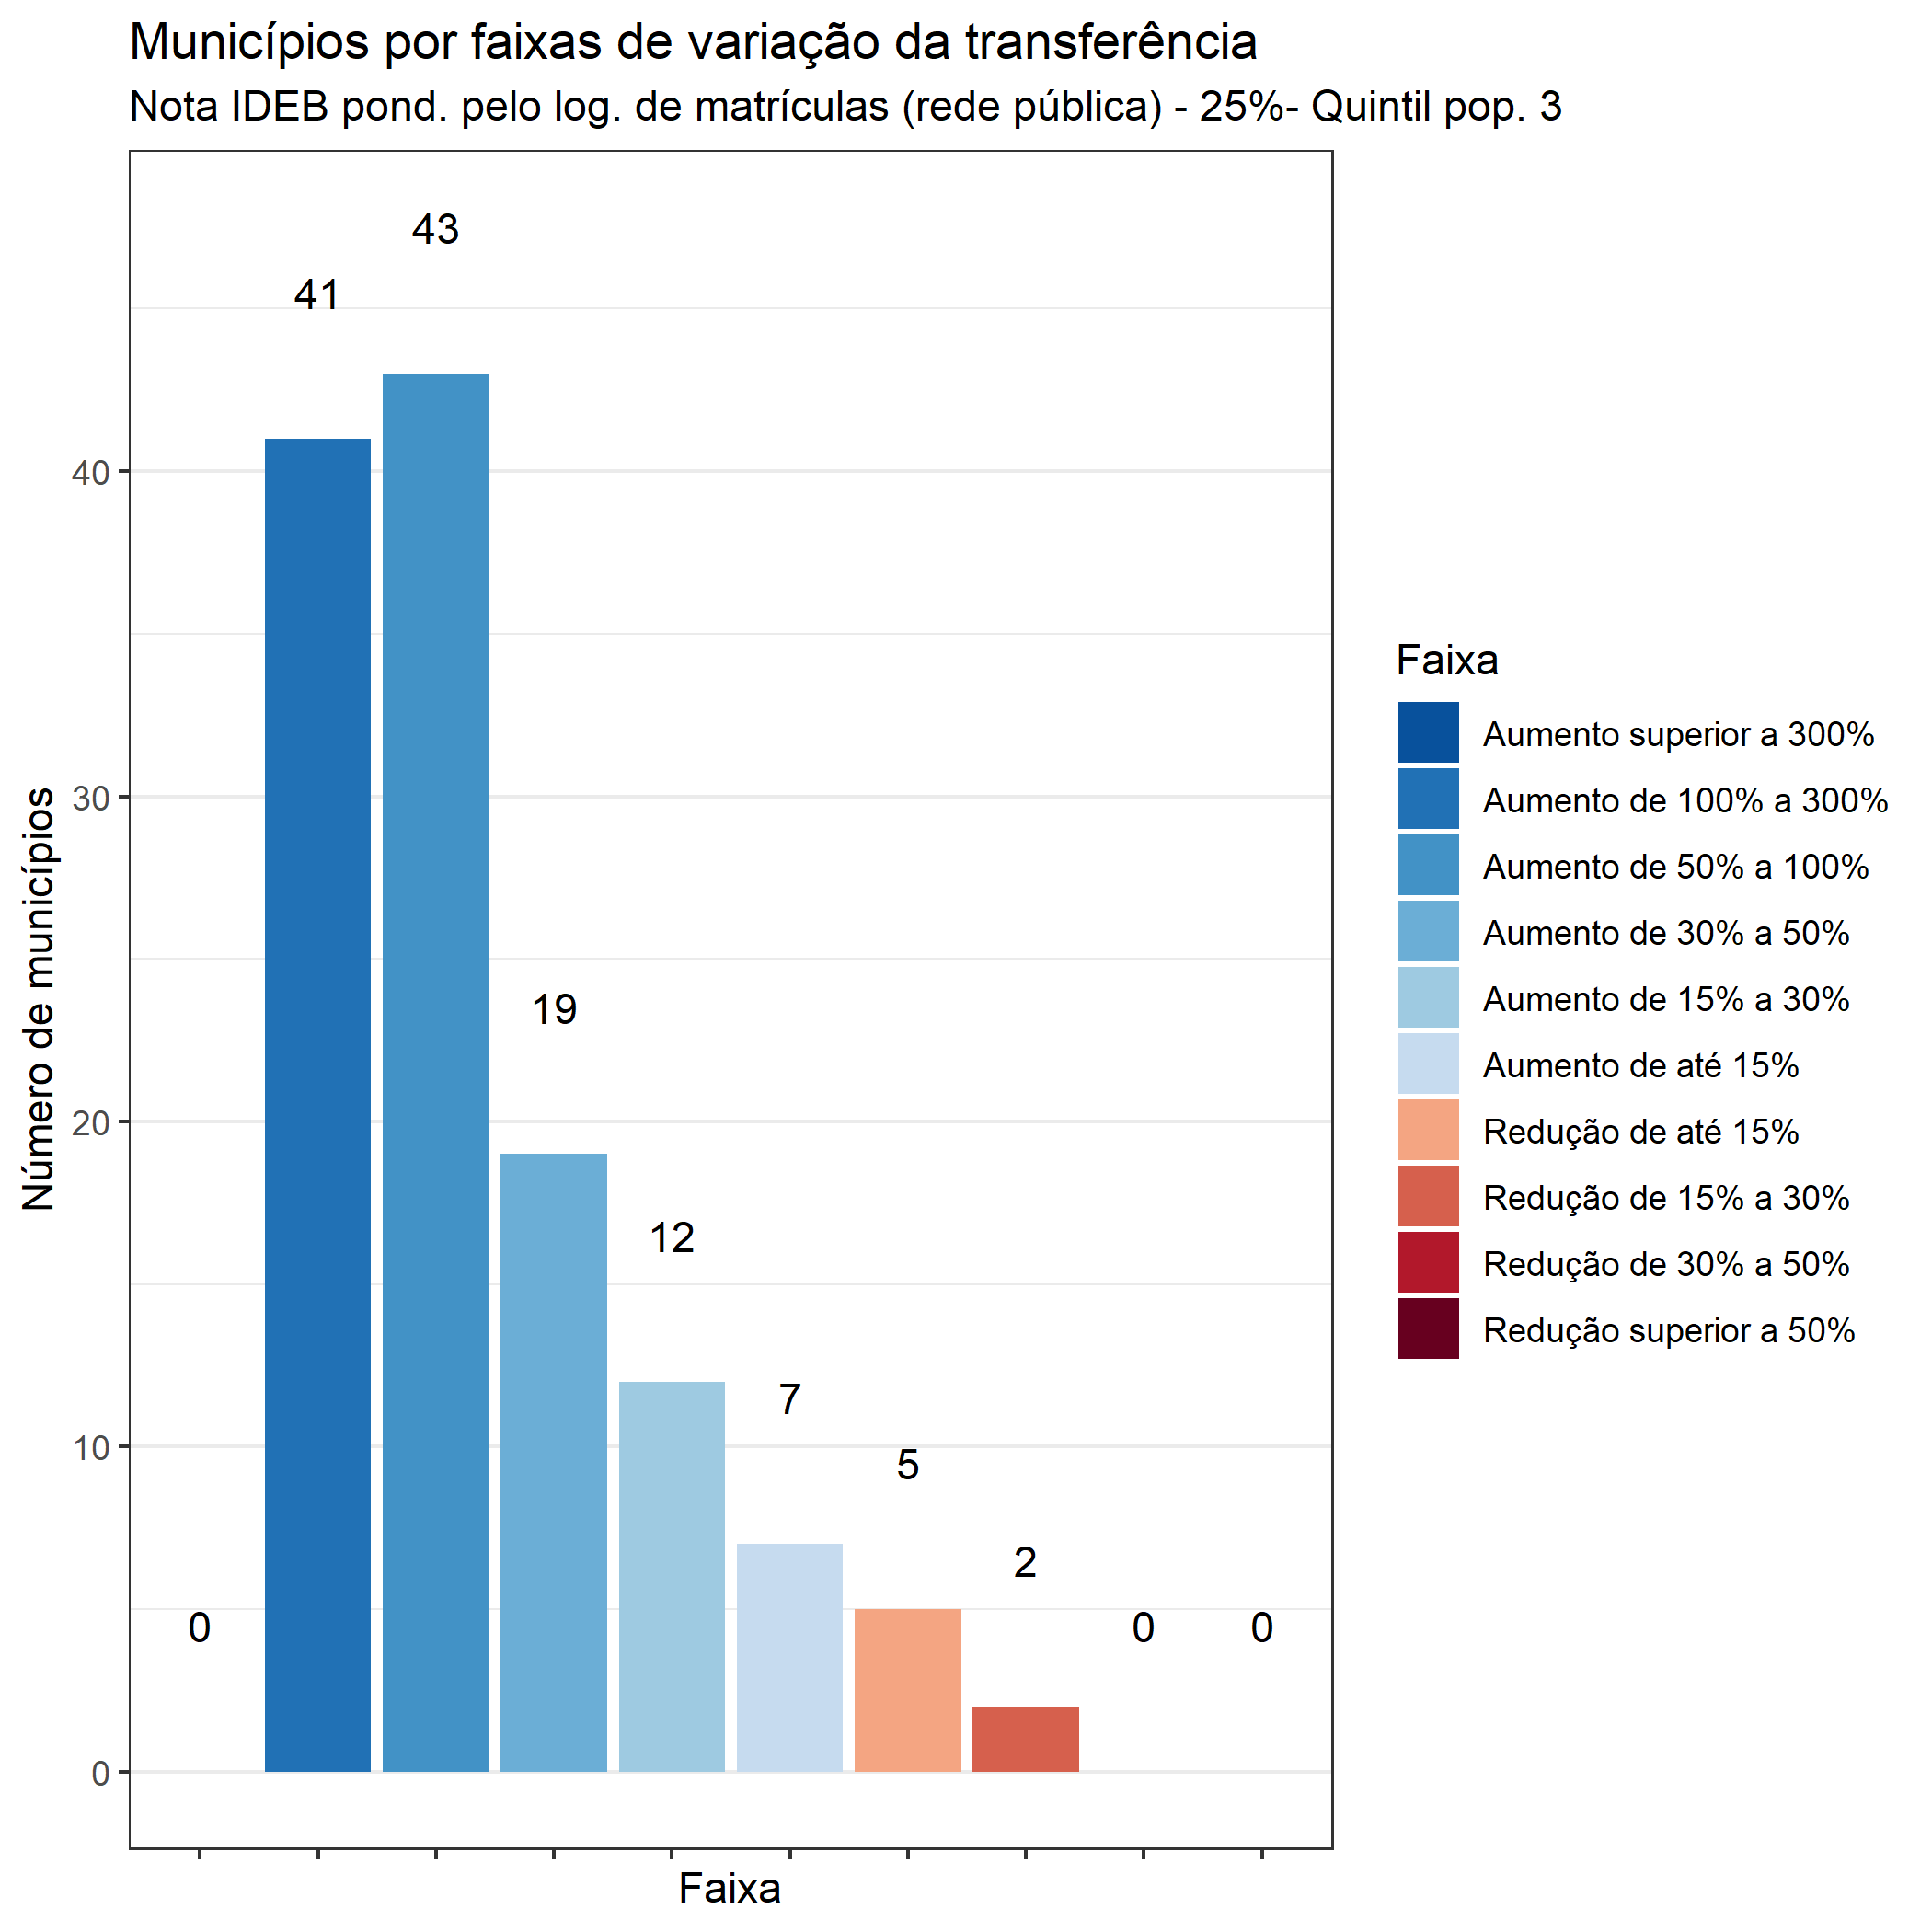 Municípios por faixas de variação da transferência
Nota IDEB pond. pelo log. de matrículas (rede pública) - 25%- Quintil pop. 3
43
41
40
30
20
10
0
19
12
7
5
2
0
0
0
Número de municípios
Faixa
Faixa
Aumento superior a 300%
Aumento de 100% a 300%
Aumento de 50% a 100%
Aumento de 30% a 50%
Aumento de 15% a 30%
Aumento de até 15%
Redução de até 15%
Redução de 15% a 30%
Redução de 30% a 50%
Redução superior a 50%